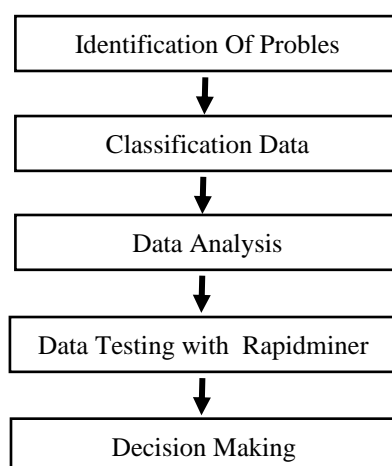 Identification Of Probles
Classification Data
Data Analysis
Data Testing with Rapidminer
Decision Making